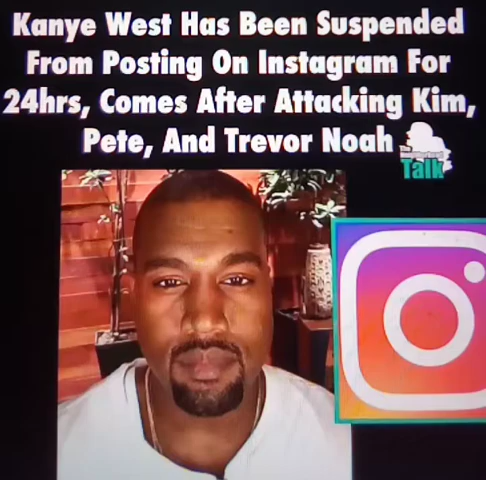 Kanye West Has Been Suspended
From Posting On Instagram For
24hrs, Comes After Attacking Kim,
Pete, And Trevor Noah
Talk